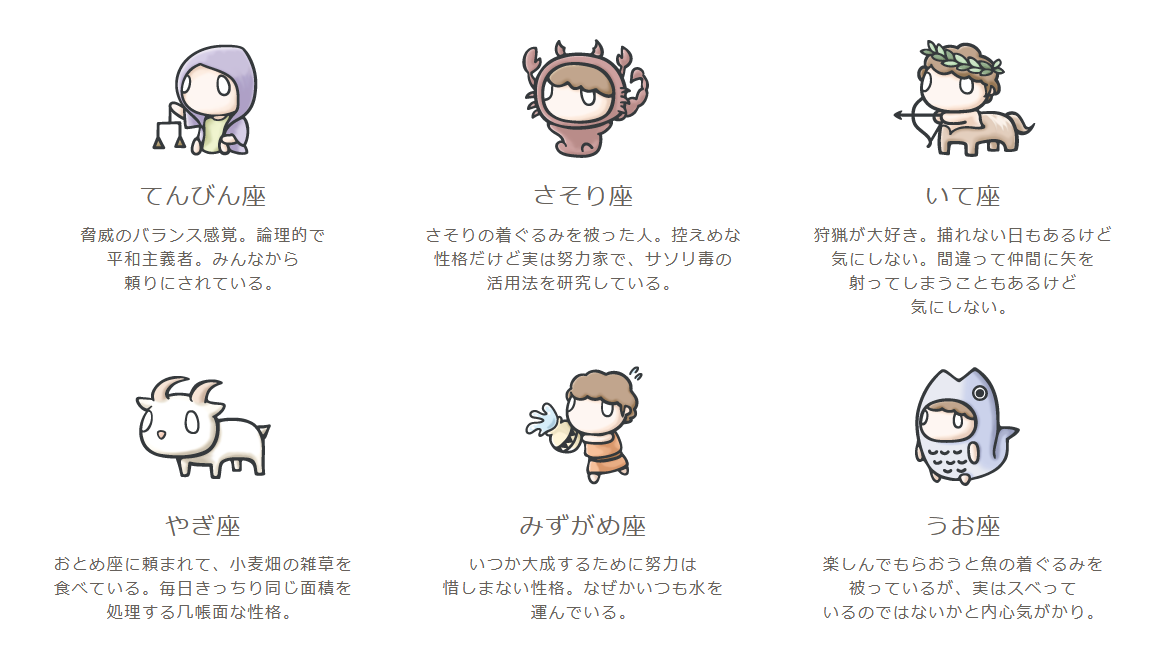 てんびん座
脅威のバランス感覚。論理的で
平和主義者。みんなから
頼りにされている。
さそり座
さそりの着ぐるみを被った人。控えめな
性格だけど実は努力家で、サソリ毒の
活用法を研究している。
いて座
狩猟が大好き。捕れない日もあるけど
気にしない。間違って仲間に矢を
射ってしまうこともあるけど
気にしない。
やぎ座
おとめ座に頼まれて、小麦畑の雑草を
食べている。毎日きっちり同じ面積を
処理する几帳面な性格。
みずがめ座
いつか大成するために努力は
惜しまない性格。なぜかいつも水を
運んでいる。
うお座
楽しんでもらおうと魚の着ぐるみを
被っているが、実はスベって
いるのではないかと内心気がかり。